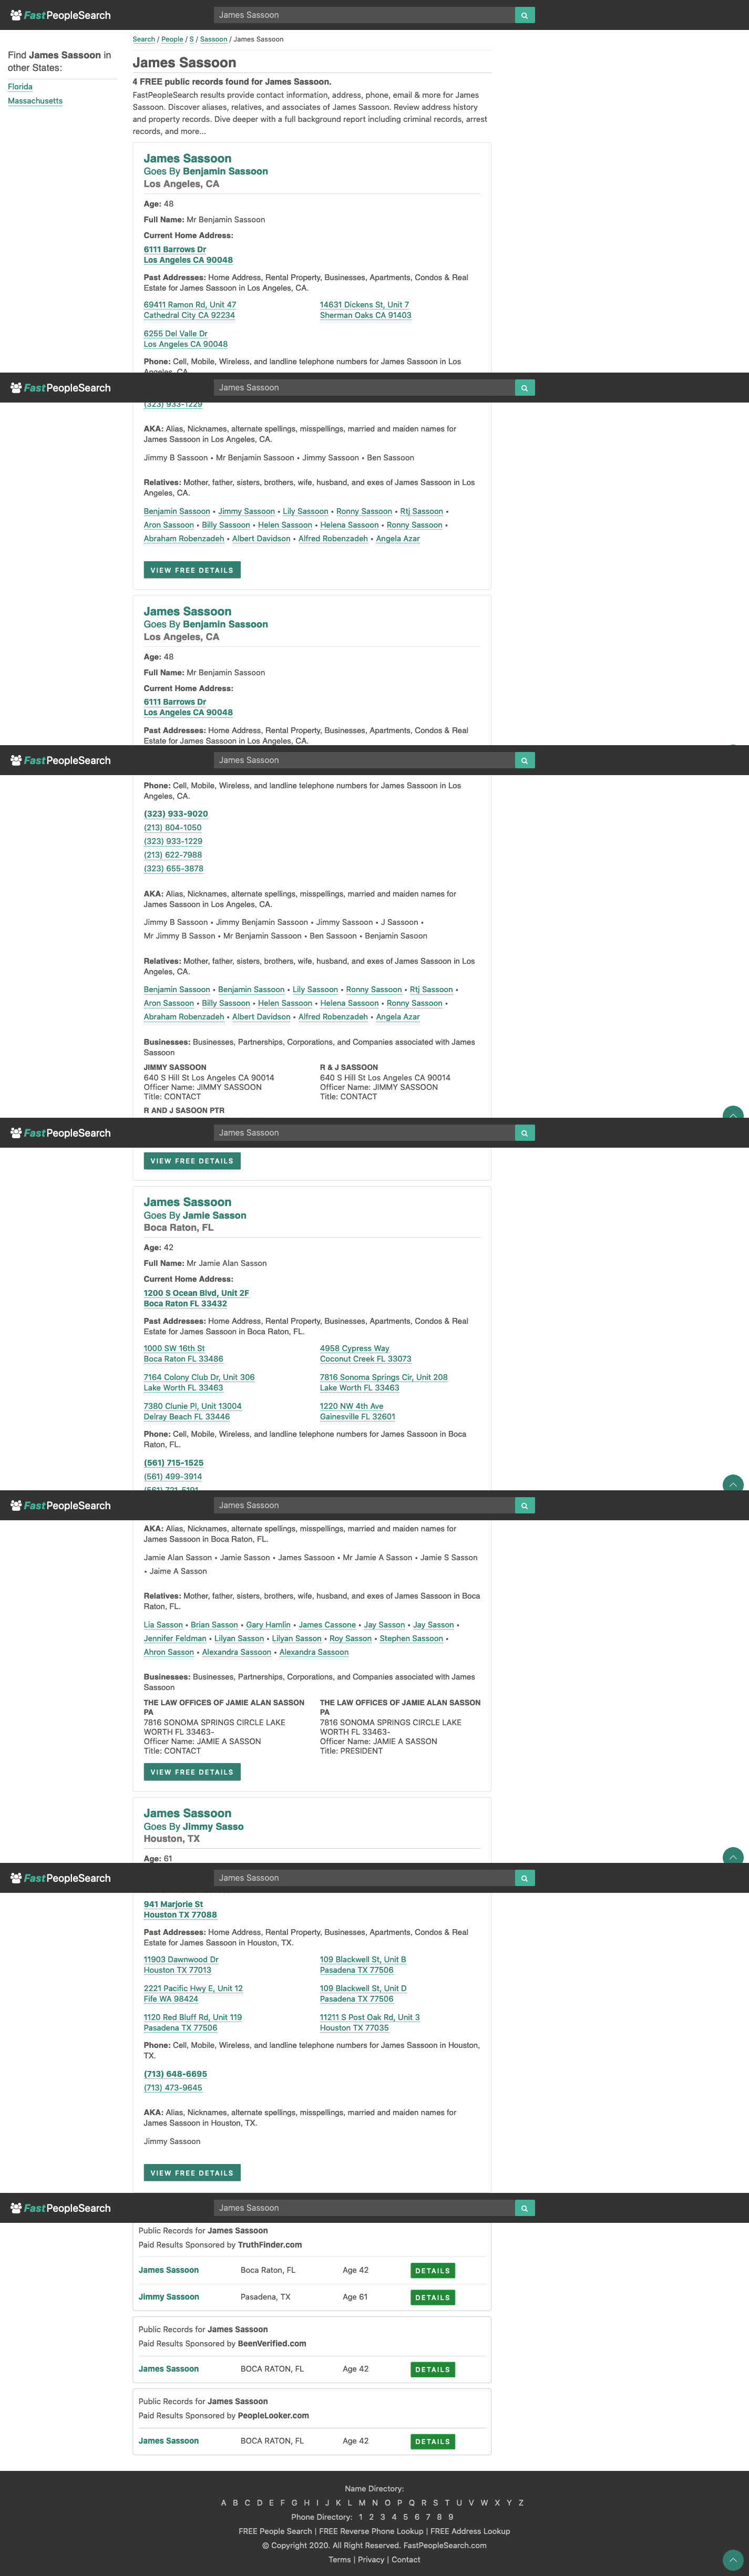 FastPeopleSearch
James Sassoon
Find James Sassoon in
other States:
Florida
Massachusetts
Search / People / S / Sassoon / James Sassoon
James Sassoon
4 FREE public records found for James Sassoon.
FastPeopleSearch results provide contact information, address, phone, email & more for James
Sassoon. Discover aliases, relatives, and associates of James Sassoon. Review address history
and property records. Dive deeper with a full background report including criminal records, arrest
records, and more...
James Sassoon
Goes By Benjamin Sassoon
Los Angeles, CA
Age: 48
Full Name: Mr Benjamin Sassoon
Current Home Address:
6111 Barrows Dr
Los Angeles CA 90048
Past Addresses: Home Address, Rental Property, Businesses, Apartments, Condos & Real
Estate for James Sassoon in Los Angeles, CA.
69411 Ramon Rd, Unit 47
Cathedral City CA 92234
14631 Dickens St, Unit 7
Sherman Oaks CA 91403
6255 Del Valle Dr
Los Angeles CA 90048
Phone: Cell, Mobile, Wireless, and landline telephone numbers for James Sassoon in Los
Angeles, CA.
FastPeopleSearch
James Sassoon
(323) 933-1229
AKA: Alias, Nicknames, alternate spellings, misspellings, married and maiden names for
James Sassoon in Los Angeles, CA.
Jimmy B Sassoon • Mr Benjamin Sassoon • Jimmy Sassoon • Ben Sassoon
Relatives: Mother, father, sisters, brothers, wife, husband, and exes of James Sassoon in Los
Angeles, CA.
Benjamin Sassoon • Jimmy Sassoon • Lily Sassoon • Ronny Sassoon • Rtj Sassoon •
Aron Sassoon • Billy Sassoon • Helen Sassoon • Helena Sassoon • Ronny Sassoon •
Abraham Robenzadeh • Albert Davidson • Alfred Robenzadeh • Angela Azar
VIEW FREE DETAILS
James Sassoon
Goes By Benjamin Sassoon
Los Angeles, CA
Age: 48
Full Name: Mr Benjamin Sassoon
Current Home Address:
6111 Barrows Dr
Los Angeles CA 90048
Past Addresses: Home Address, Rental Property, Businesses, Apartments, Condos & Real
Estate for James Sassoon in Los Angeles, CA.
FastPeopleSearch
James Sassoon
Phone: Cell, Mobile, Wireless, and landline telephone numbers for James Sassoon in Los
Angeles, CA.
(323) 933-9020
(213) 804-1050
(323) 933-1229
(213) 622-7988
(323) 655-3878
AKA: Alias, Nicknames, alternate spellings, misspellings, married and maiden names for
James Sassoon in Los Angeles, CA.
Jimmy B Sassoon • Jimmy Benjamin Sassoon • Jimmy Sassoon • J Sassoon •
Mr Jimmy B Sasson • Mr Benjamin Sassoon • Ben Sassoon • Benjamin Sasoon
Relatives: Mother, father, sisters, brothers, wife, husband, and exes of James Sassoon in Los
Angeles, CA.
Benjamin Sassoon • Benjamin Sassoon • Lily Sassoon • Ronny Sassoon • Rtj Sassoon •
Aron Sassoon • Billy Sassoon • Helen Sassoon • Helena Sassoon • Ronny Sassoon •
Abraham Robenzadeh • Albert Davidson • Alfred Robenzadeh • Angela Azar
Businesses: Businesses, Partnerships, Corporations, and Companies associated with James
Sassoon
JIMMY SASSOON
640 S Hill St Los Angeles CA 90014
Officer Name: JIMMY SASSOON
Title: CONTACT
R & J SASSOON
640 S Hill St Los Angeles CA 90014
Officer Name: JIMMY SASSOON
Title: CONTACT
R AND J SASOON PTR
FastPeopleSearch
James Sassoon
VIEW FREE DETAILS
James Sassoon
Goes By Jamie Sasson
Boca Raton, FL
Age: 42
Full Name: Mr Jamie Alan Sasson
Current Home Address:
1200 S Ocean Blvd, Unit 2F
Boca Raton FL 33432
Past Addresses: Home Address, Rental Property, Businesses, Apartments, Condos & Real
Estate for James Sassoon in Boca Raton, FL.
1000 SW 16th St
Boca Raton FL 33486
4958 Cypress Way
Coconut Creek FL 33073
7164 Colony Club Dr, Unit 306
Lake Worth FL 33463
7816 Sonoma Springs Cir, Unit 208
Lake Worth FL 33463
7380 Clunie Pl, Unit 13004
Delray Beach FL 33446
1220 NW 4th Ave
Gainesville FL 32601
Phone: Cell, Mobile, Wireless, and landline telephone numbers for James Sassoon in Boca
Raton, FL.
(561) 715-1525
(561) 499-3914
(561) 721-5191
FastPeopleSearch
James Sassoon
AKA: Alias, Nicknames, alternate spellings, misspellings, married and maiden names for
James Sassoon in Boca Raton, FL.
Jamie Alan Sasson • Jamie Sasson • James Sassoon • Mr Jamie A Sasson • Jamie S Sasson
• Jaime A Sasson
Relatives: Mother, father, sisters, brothers, wife, husband, and exes of James Sassoon in Boca
Raton, FL.
Lia Sasson • Brian Sasson • Gary Hamlin • James Cassone • Jay Sasson • Jay Sasson •
Jennifer Feldman • Lilyan Sasson • Lilyan Sasson • Roy Sasson • Stephen Sassoon •
Ahron Sasson • Alexandra Sassoon • Alexandra Sassoon
Businesses: Businesses, Partnerships, Corporations, and Companies associated with James
Sassoon
THE LAW OFFICES OF JAMIE ALAN SASSON
PA
7816 SONOMA SPRINGS CIRCLE LAKE
WORTH FL 33463-
Officer Name: JAMIE A SASSON
Title: CONTACT
THE LAW OFFICES OF JAMIE ALAN SASSON
PA
7816 SONOMA SPRINGS CIRCLE LAKE
WORTH FL 33463-
Officer Name: JAMIE A SASSON
Title: PRESIDENT
VIEW FREE DETAILS
James Sassoon
Goes By Jimmy Sasso
Houston, TX
Age: 61
FastPeopleSearch
James Sassoon
941 Marjorie St
Houston TX 77088
Past Addresses: Home Address, Rental Property, Businesses, Apartments, Condos & Real
Estate for James Sassoon in Houston, TX.
11903 Dawnwood Dr
Houston TX 77013
109 Blackwell St, Unit B
Pasadena TX 77506
2221 Pacific Hwy E, Unit 12
Fife WA 98424
109 Blackwell St, Unit D
Pasadena TX 77506
1120 Red Bluff Rd, Unit 119
Pasadena TX 77506
11211 S Post Oak Rd, Unit 3
Houston TX 77035
Phone: Cell, Mobile, Wireless, and landline telephone numbers for James Sassoon in Houston,
TX.
(713) 648-6695
(713) 473-9645
AKA: Alias, Nicknames, alternate spellings, misspellings, married and maiden names for
James Sassoon in Houston, TX.
Jimmy Sassoon
VIEW FREE DETAILS
FastPeopleSearch
James Sassoon
Public Records for James Sassoon
Paid Results Sponsored by TruthFinder.com
James Sassoon Boca Raton, FL Age 42 DETAILS
Jimmy Sassoon Pasadena, TX Age 61 DETAILS
Public Records for James Sassoon
Paid Results Sponsored by BeenVerified.com
James Sassoon BOCA RATON, FL Age 42 DETAILS
Public Records for James Sassoon
Paid Results Sponsored by PeopleLooker.com
James Sassoon BOCA RATON, FL Age 42 DETAILS
Name Directory:
A B C D E F G H I J K L M N O P Q R S T U V W X Y Z
Phone Directory: 1 2 3 4 5 6 7 8 9
FREE People Search | FREE Reverse Phone Lookup | FREE Address Lookup
© Copyright 2020. All Right Reserved. FastPeopleSearch.com
Terms | Privacy | Contact